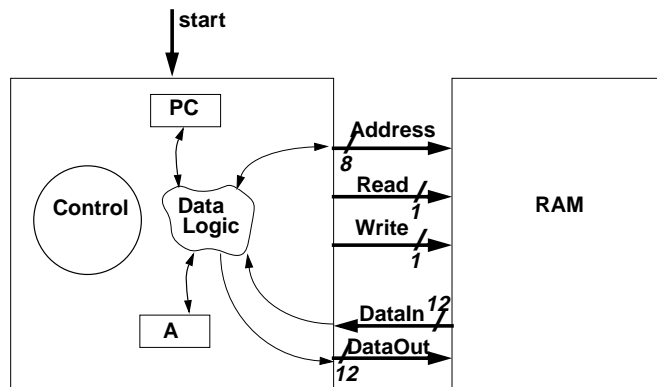 start
PC
Address
8
Read
1
Control
Data
Logic
RAM
Write
1
DataIn
12
A
DataOut
12